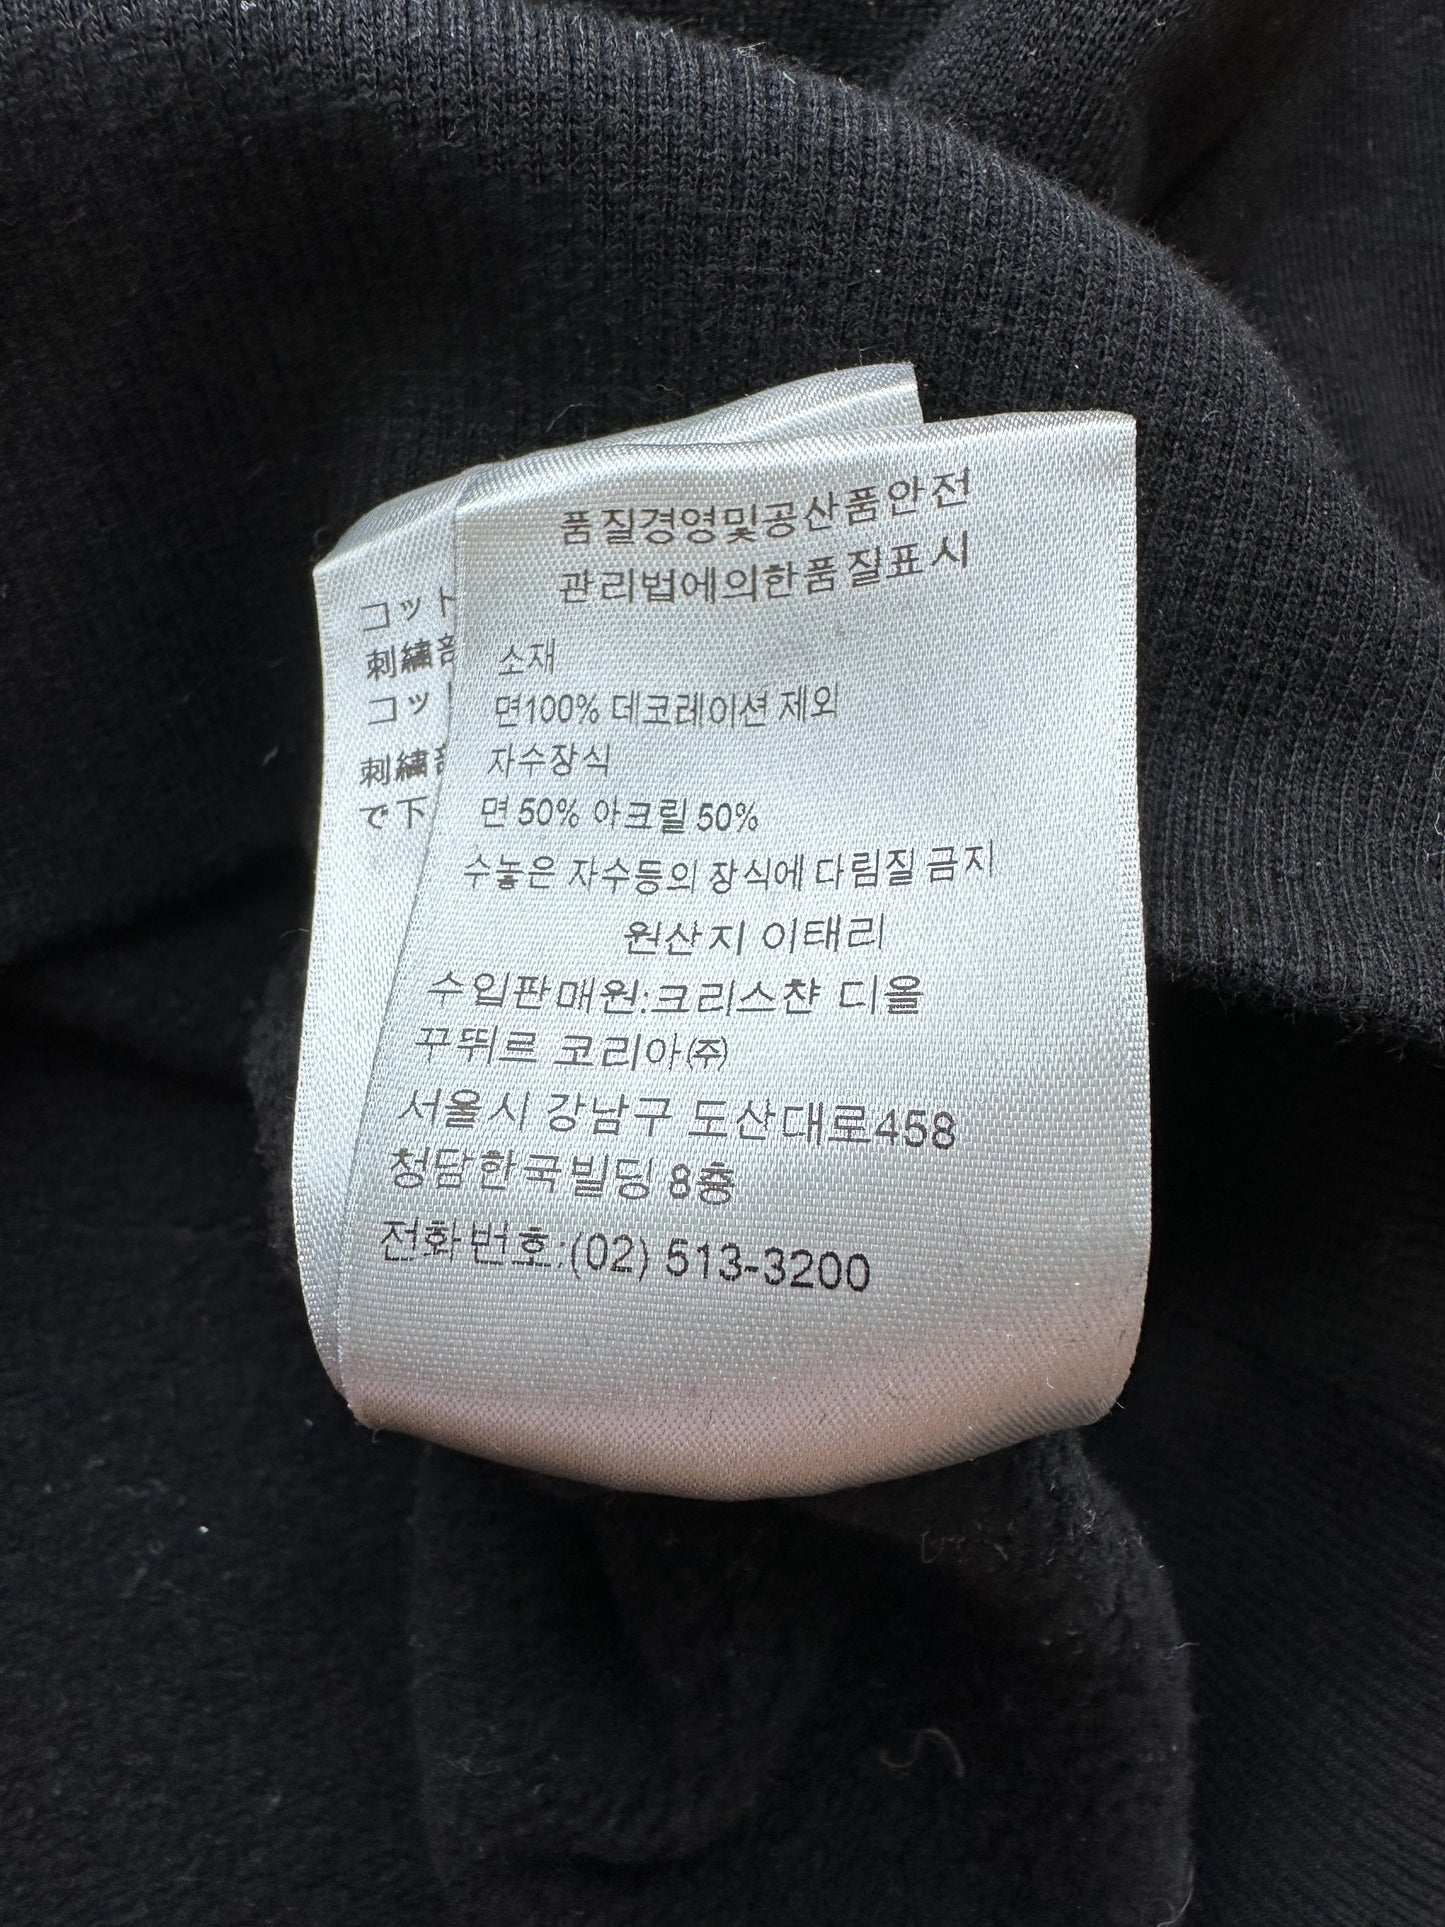 품질경영및공산품안전
관리법에의한품질표시
소재
면100% 데코레이션 제외
자수장식
면 50% 아크릴 50%
수놓은 자수등의 장식에 다림질 금지
원산지 이태리
수입판매원:크리스챤 디올
꾸뛰르 코리아㈜
서울시 강남구 도산대로458
청담한국빌딩 8층
전화번호:(02) 513-3200
コット
刺繍部
コッ
刺繍部
で下